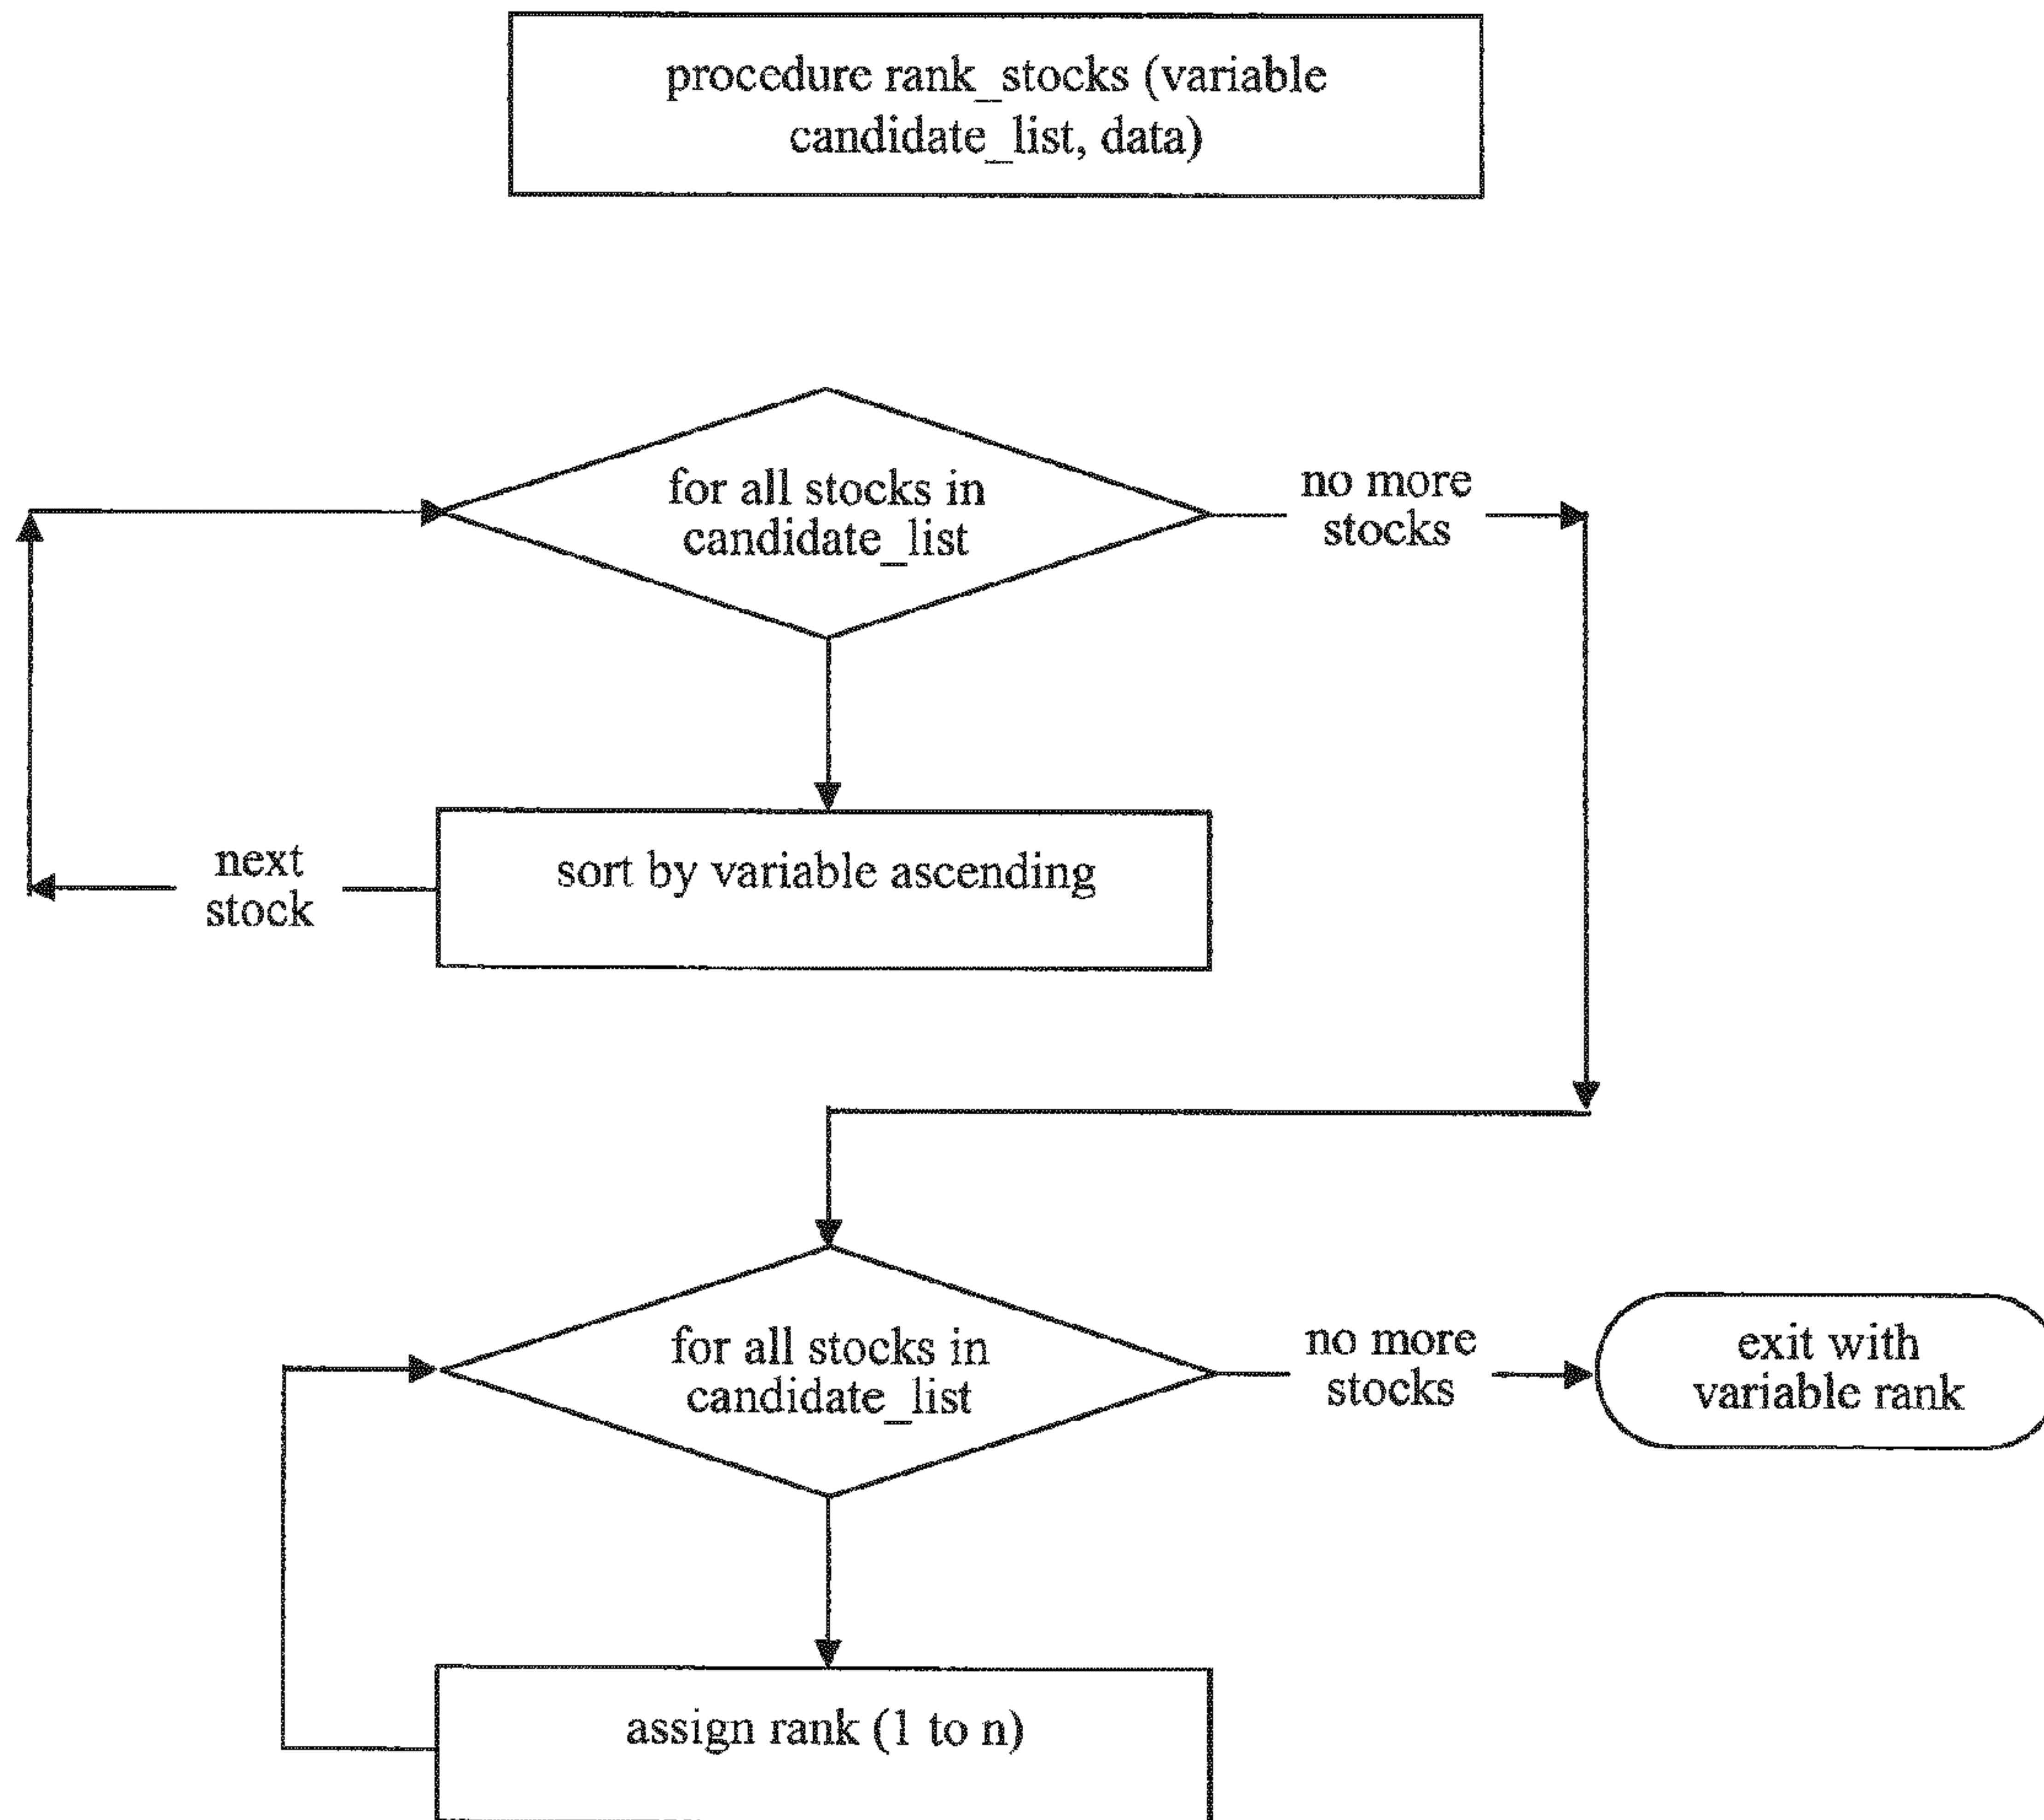 procedure rank_stocks (variable
candidate_list, data)
for all stocks in
candidate_list
no more
stocks
next
stock
sort by variable ascending
for all stocks in
candidate_list
no more
stocks
exit with
variable rank
assign rank (1 to n)